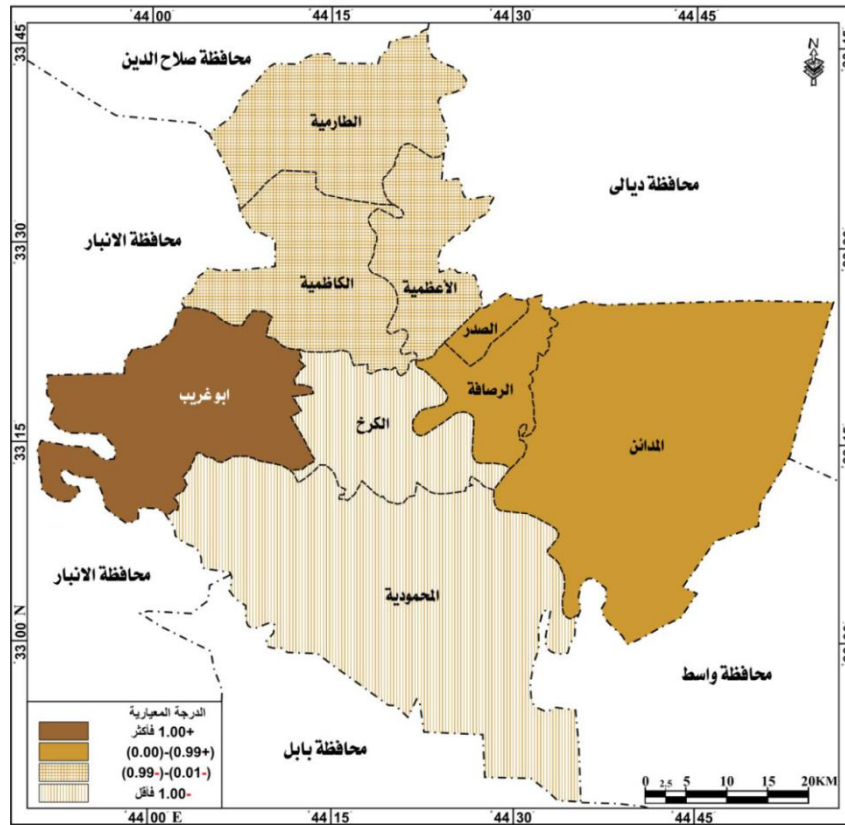 44 00
44 15
44 30
44 45
33 45
33 30
33 15
33 00 N
44 00 E
44 15
44 30
44 45
N
محافظة صلاح الدين
الطارمية
محافظة ديالى
محافظة الانبار
الكاظمية
الأعظمية
الصدر
الرصافة
ابو غريب
الكرخ
المدائن
محافظة الانبار
المحمودية
محافظة واسط
محافظة بابل
الدرجة المعيارية
+1.00 فأكثر
(+0.99)-(0.00)
(-0.01)-(-0.99)
-1.00 فأقل
0 2.5 5 10 15 20KM